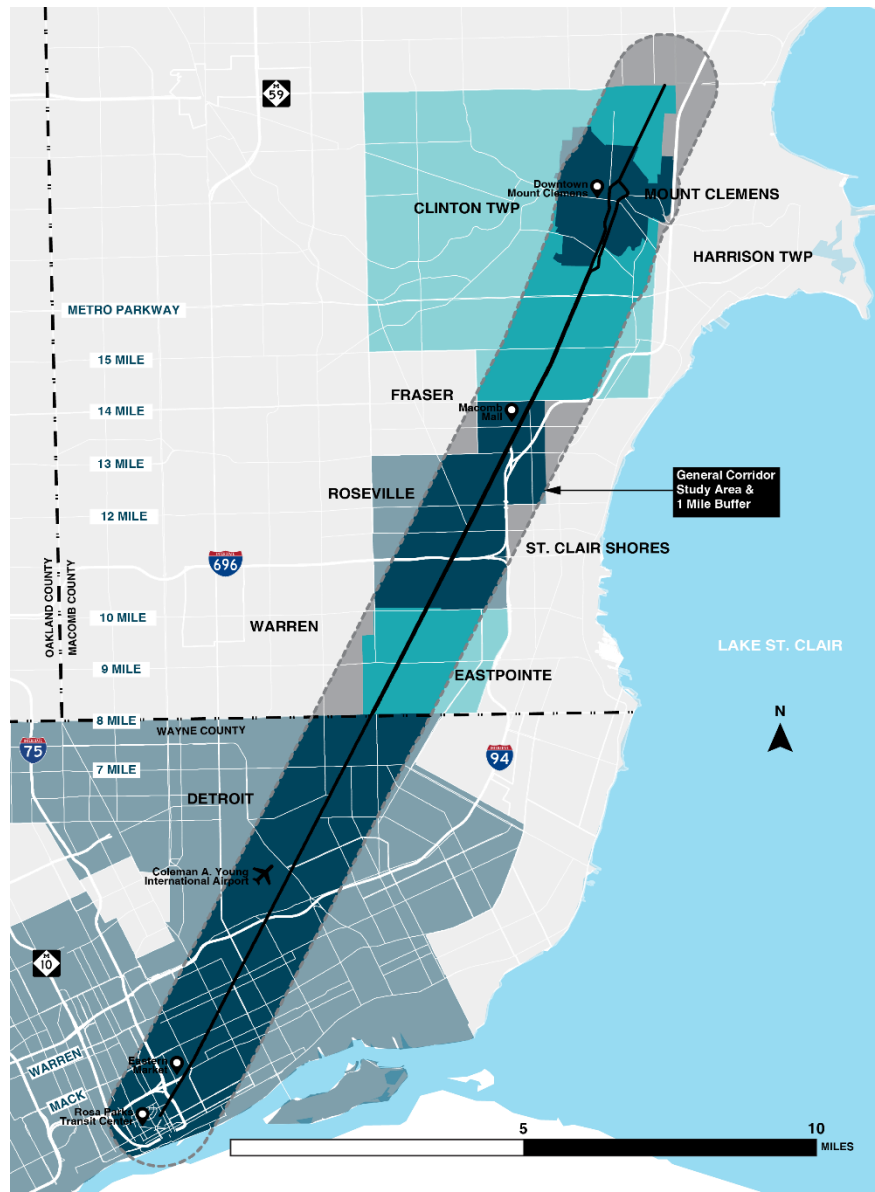 M
59
Downtown
Mount Clemens
MOUNT CLEMENS
CLINTON TWP
HARRISON TWP
METRO PARKWAY
15 MILE
FRASER
14 MILE
Macomb
Mall
13 MILE
General Corridor
Study Area &
1 Mile Buffer
ROSEVILLE
12 MILE
ST. CLAIR SHORES
INTERSTATE
696
OAKLAND COUNTY
MACOMB COUNTY
10 MILE
WARREN
LAKE ST. CLAIR
9 MILE
EASTPOINTE
N
8 MILE
WAYNE COUNTY
INTERSTATE
75
INTERSTATE
94
7 MILE
DETROIT
Coleman A. Young
International Airport
M
10
WARREN
Eastern
Market
MACK
Rosa Parks
Transit Center
5
10
MILES